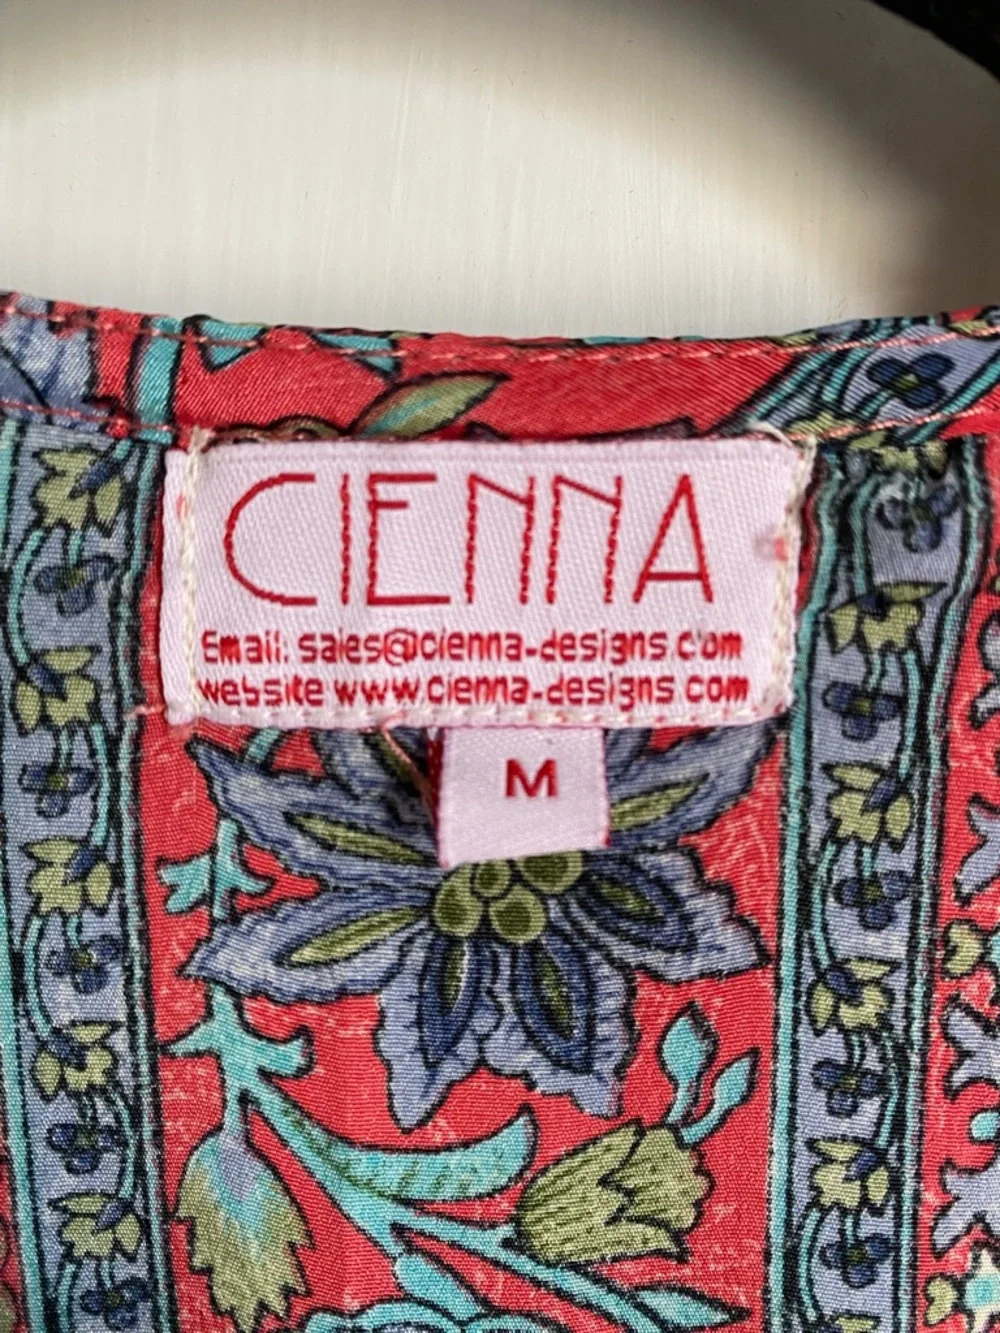 CIENNA
Email: sales@cienna-designs.com
website www.cienna-designs.com
M